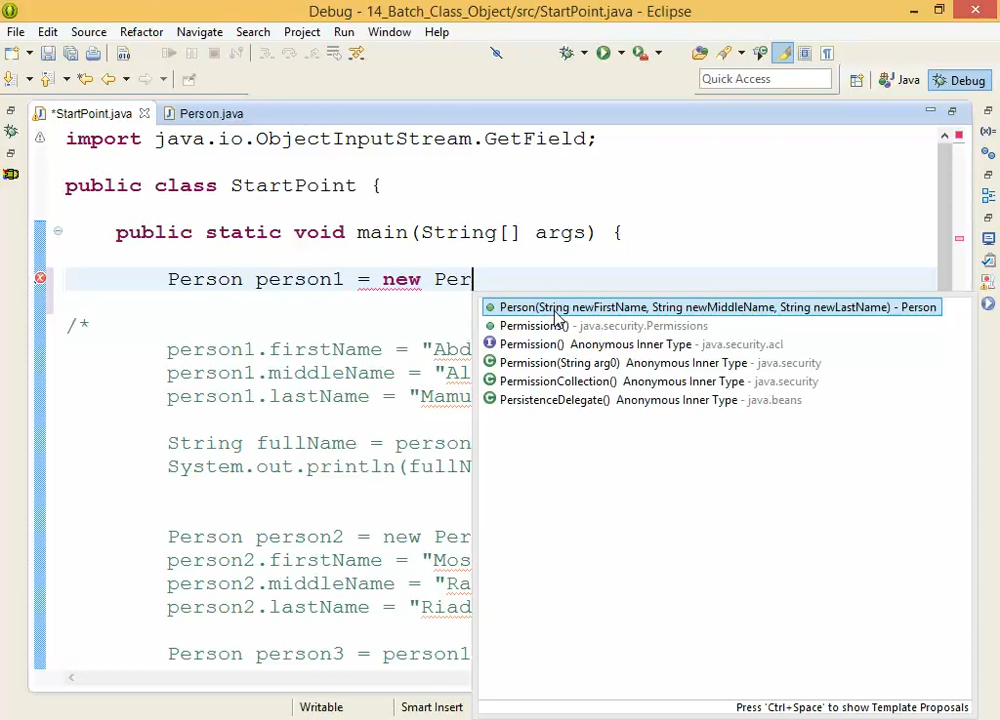 Debug - 14_Batch_Class_Object/src/StartPoint.java - Eclipse
File Edit Source Refactor Navigate Search Project Run Window Help
Quick Access
Java Debug
*StartPoint.java Person.java
import java.io.ObjectInputStream.GetField;
public class StartPoint {
public static void main(String[] args) {
Person person1 = new Per
Person(String newFirstName, String newMiddleName, String newLastName) - Person
Permissions() - java.security.Permissions
Permission() Anonymous Inner Type - java.security.acl
Permission(String arg0) Anonymous Inner Type - java.security
PermissionCollection() Anonymous Inner Type - java.security
PersistenceDelegate() Anonymous Inner Type - java.beans
/*
person1.firstName = "Abd
person1.middleName = "Al
person1.lastName = "Mamu
String fullName = person
System.out.println(fullN
Person person2 = new Per
person2.firstName = "Mos
person2.middleName = "Ra
person2.lastName = "Riad
Person person3 = person1
Press 'Ctrl+Space' to show Template Proposals
Writable Smart Insert